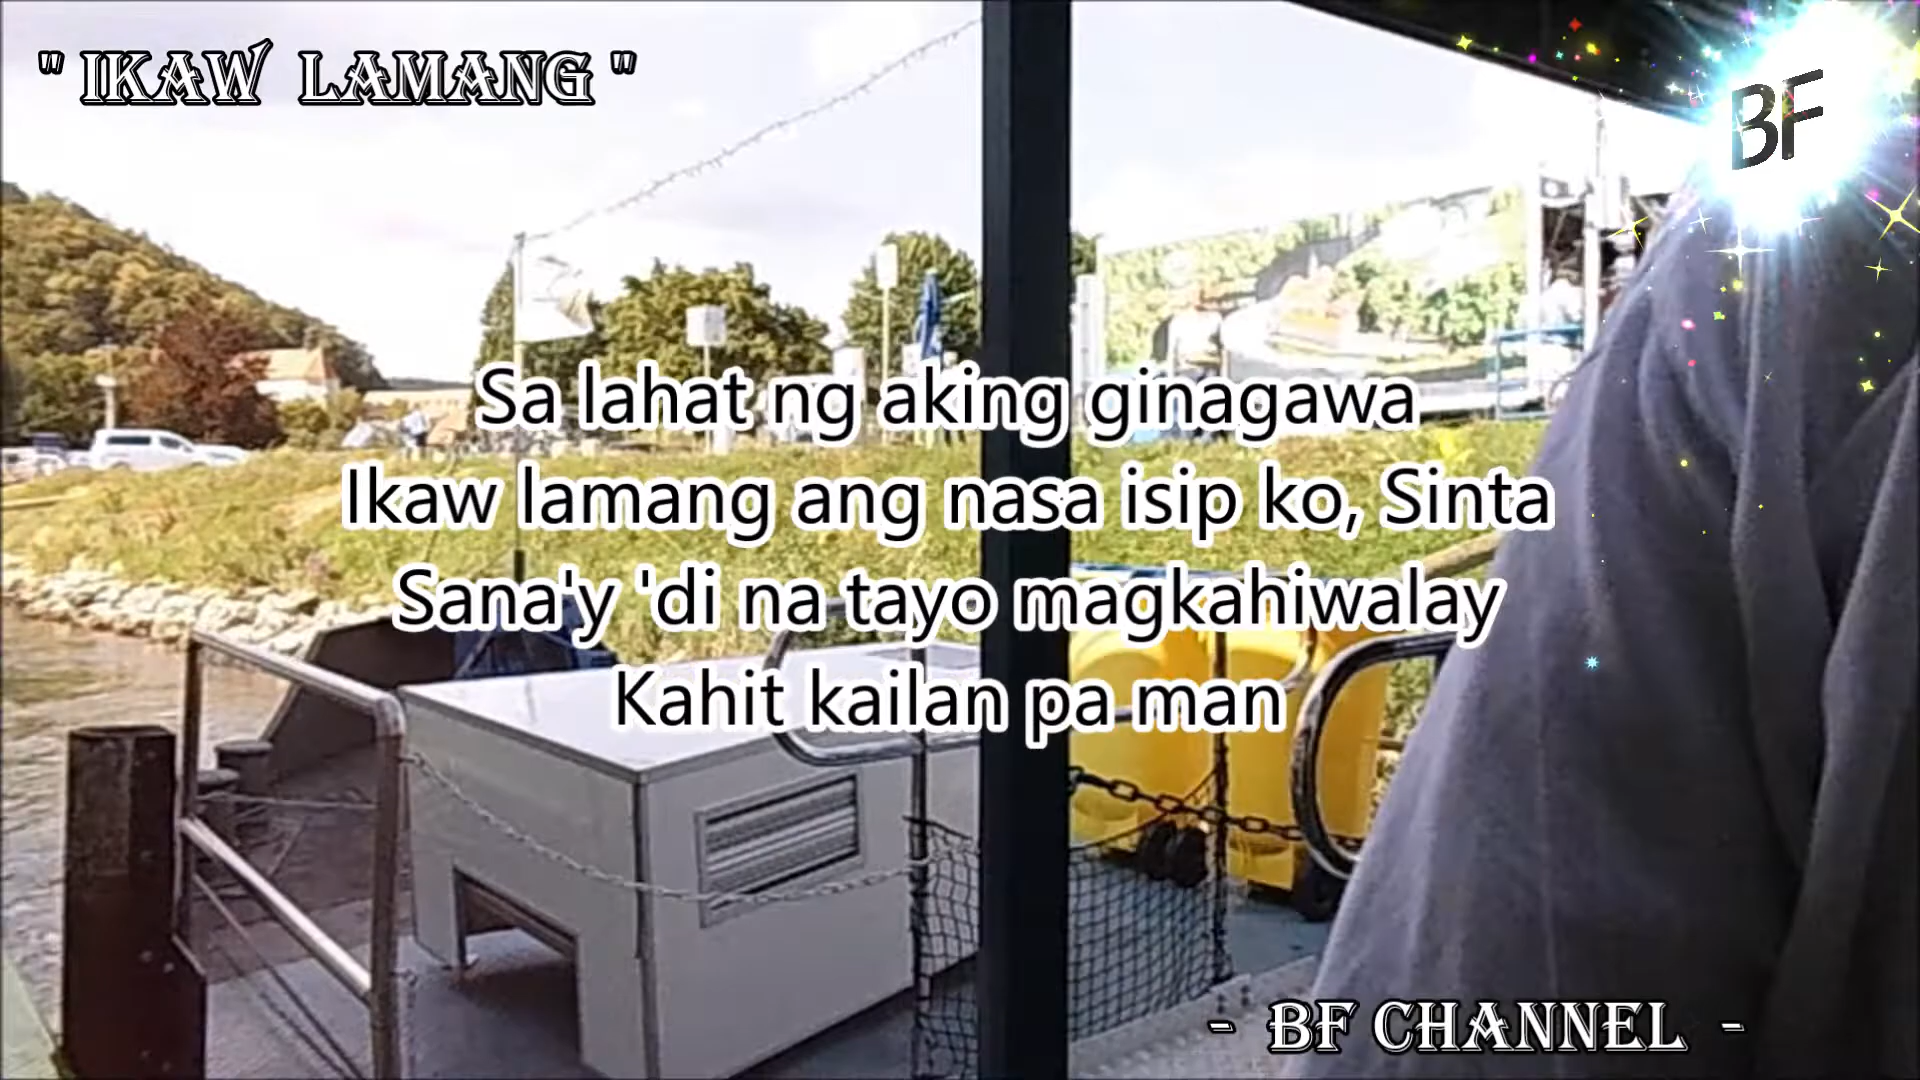 " IKAW LAMANG "
BF
Sa lahat ng aking ginagawa
Ikaw lamang ang nasa isip ko, Sinta
Sana'y 'di na tayo magkahiwalay
Kahit kailan pa man
- BF CHANNEL -